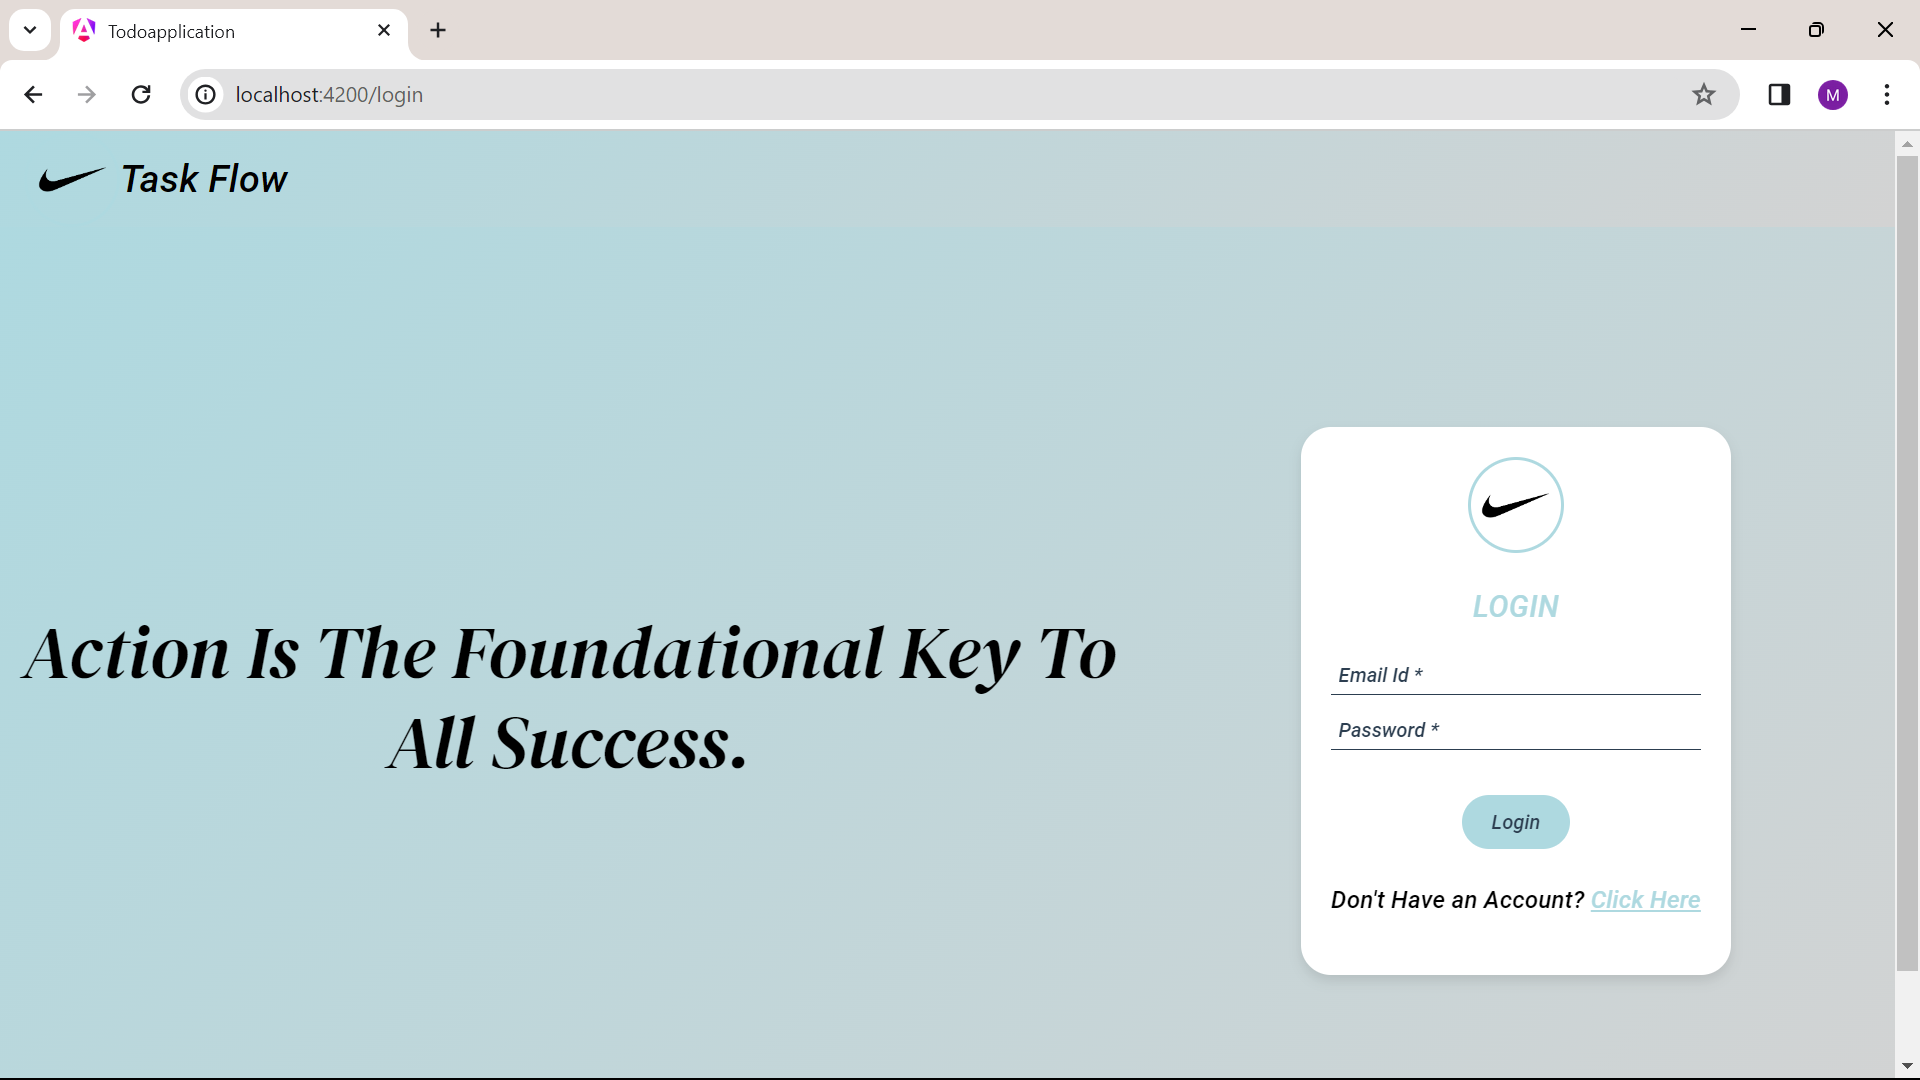 Todoapplication
localhost:4200/login
M
Task Flow
Action Is The Foundational Key To
All Success.
LOGIN
Email Id *
Password *
Login
Don't Have an Account? Click Here